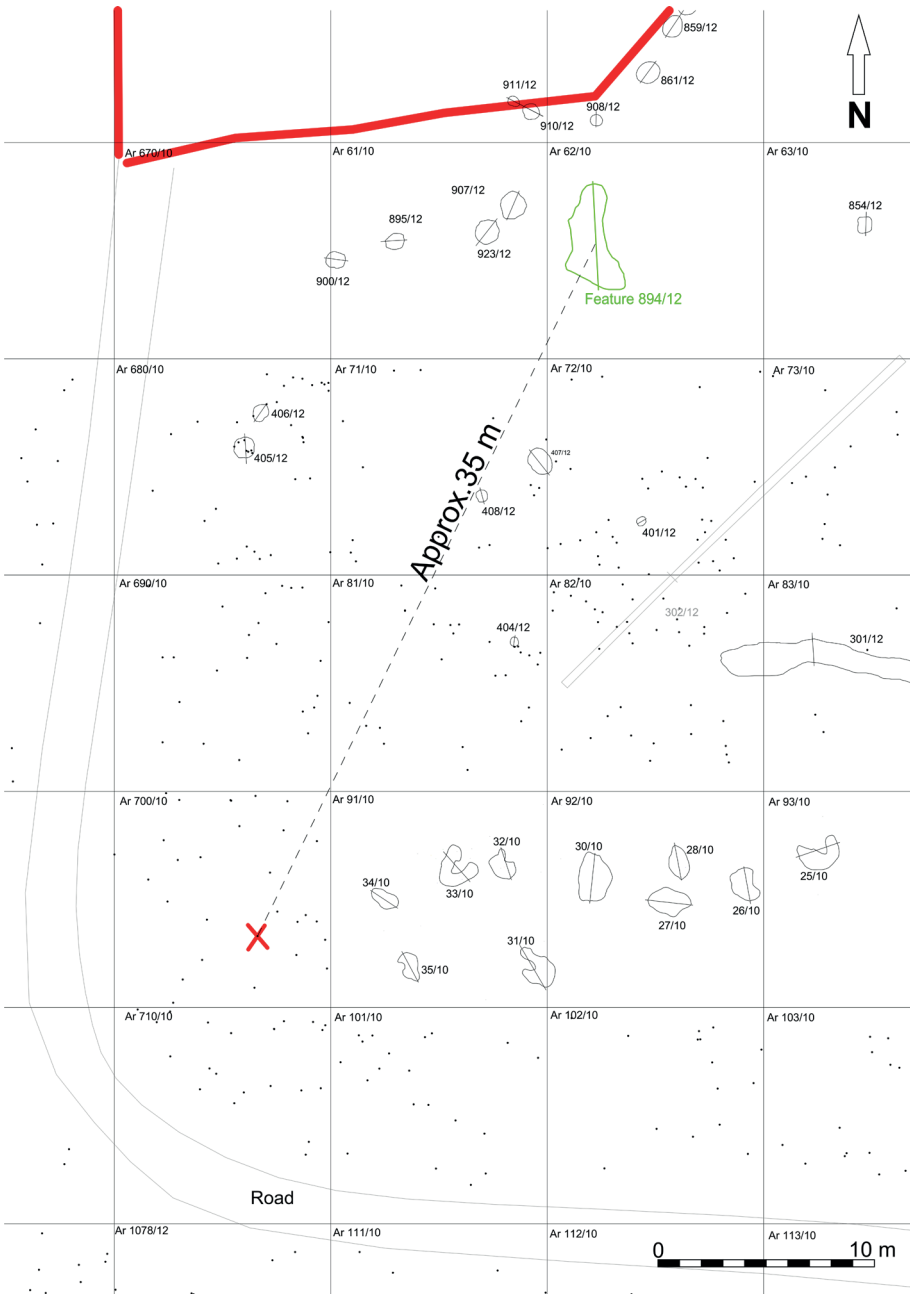 859/12
861/12
911/12
908/12
910/12
N
Ar 670/10
Ar 61/10
Ar 62/10
Ar 63/10
907/12
854/12
895/12
923/12
900/12
Feature 894/12
Ar 680/10
Ar 71/10
Ar 72/10
Ar 73/10
406/12
405/12
407/12
Approx.35 m
408/12
401/12
Ar 690/10
Ar 81/10
Ar 82/10
Ar 83/10
302/12
404/12
301/12
Ar 700/10
Ar 91/10
Ar 92/10
Ar 93/10
32/10
30/10
28/10
25/10
34/10
33/10
26/10
27/10
31/10
35/10
Ar 710/10
Ar 101/10
Ar 102/10
Ar 103/10
Road
Ar 1078/12
Ar 111/10
Ar 112/10
Ar 113/10
0 10 m